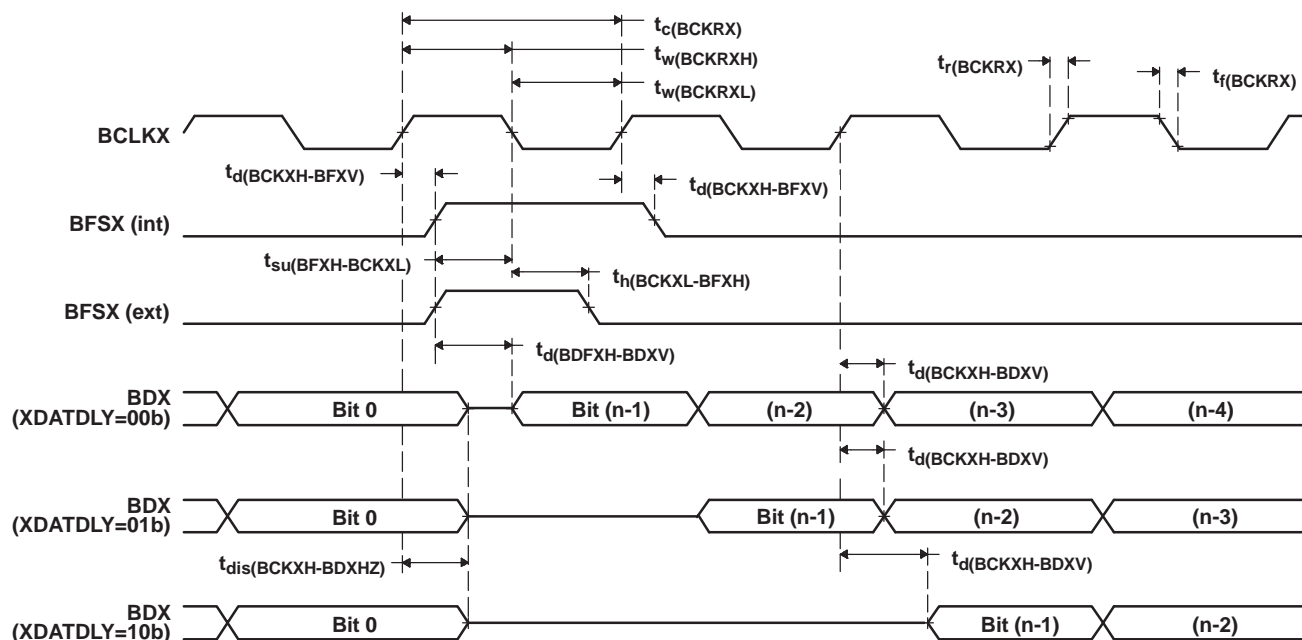 tc(BCKRX)
tw(BCKRXH)
tw(BCKRXL)
tr(BCKRX)
tf(BCKRX)
BCLKX
td(BCKXH-BFXV)
td(BCKXH-BFXV)
BFSX (int)
tsu(BFXH-BCKXL)
th(BCKXL-BFXH)
BFSX (ext)
td(BDFXH-BDXV)
td(BCKXH-BDXV)
BDX
(XDATDLY=00b)
Bit 0
Bit (n-1)
(n-2)
(n-3)
(n-4)
td(BCKXH-BDXV)
BDX
(XDATDLY=01b)
Bit 0
Bit (n-1)
(n-2)
(n-3)
tdis(BCKXH-BDXHZ)
td(BCKXH-BDXV)
BDX
(XDATDLY=10b)
Bit 0
Bit (n-1)
(n-2)